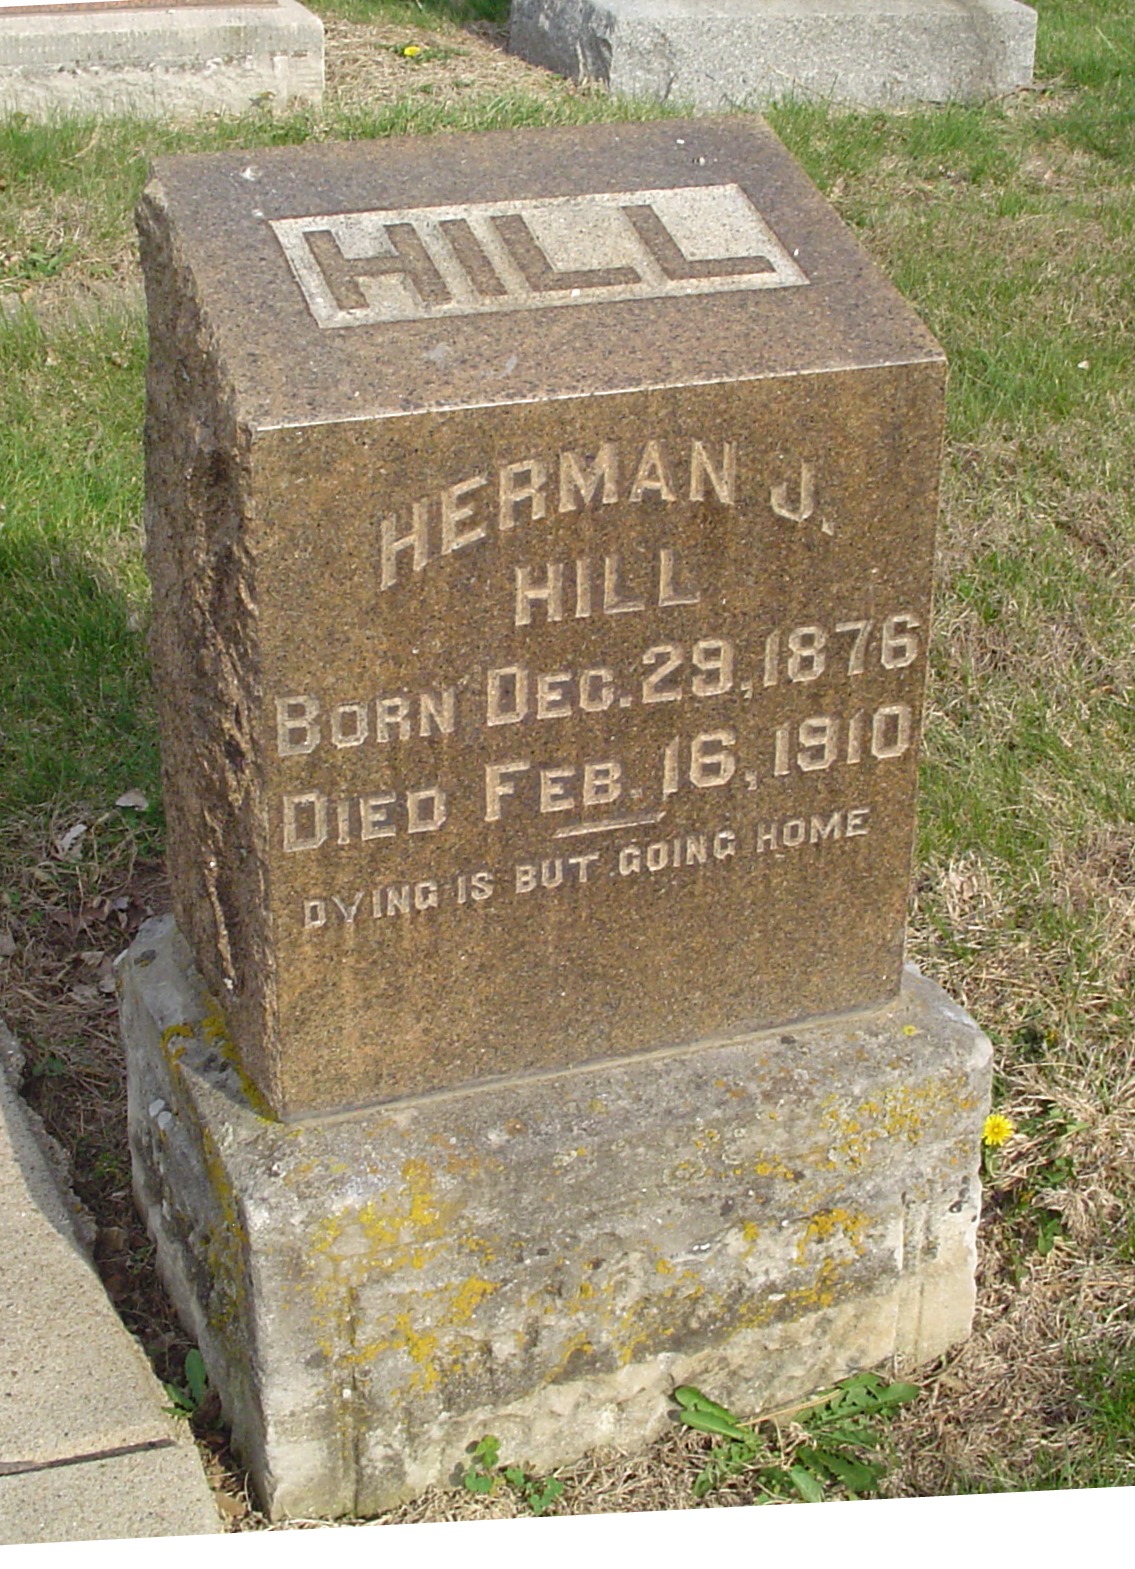 HILL
HERMAN J.
HILL
BORN DEC. 29, 1876
DIED FEB. 16, 1910
DYING IS BUT GOING HOME